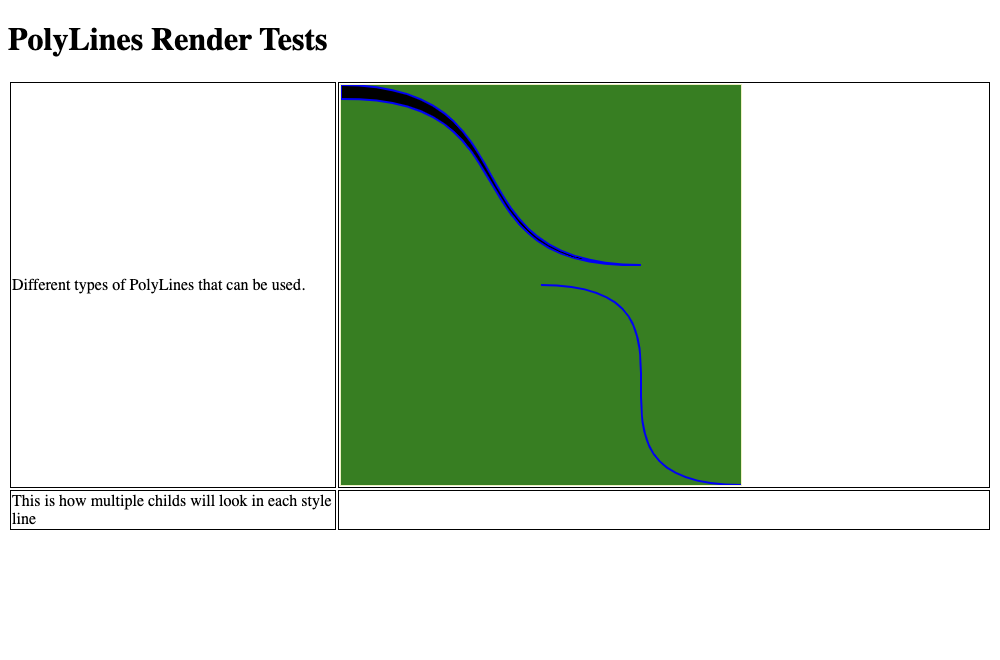 PolyLines Render Tests
Different types of PolyLines that can be used.
This is how multiple childs will look in each style
line